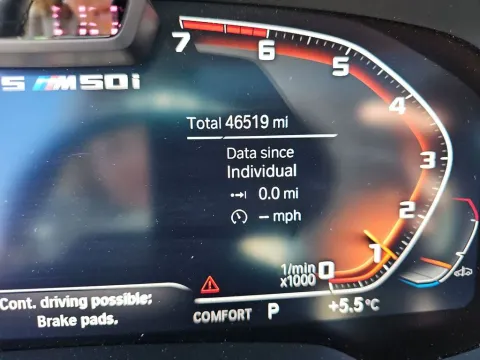 7
6
5
4
3
2
1
0
5 M50i
Total 46519 mi
Data since
Individual
0.0 mi
– mph
1/min
x1000
Cont. driving possible:
Brake pads.
COMFORT P
+5.5°C